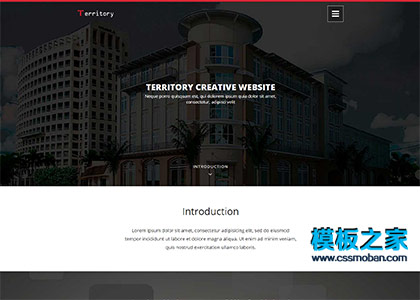 Territory
TERRITORY CREATIVE WEBSITE
Neque porro quisquam est, qui dolorem ipsum quia dolor sit amet,
consectetur, adipisci velit
INTRODUCTION
Introduction
Lorem ipsum dolor sit amet, consectetur adipiscing elit, sed do eiusmod
tempor incididunt ut labore et dolore magna aliqua. Ut enim ad minim veniam,
quis nostrud exercitation ullamco laboris.
模板之家
www.cssmoban.com